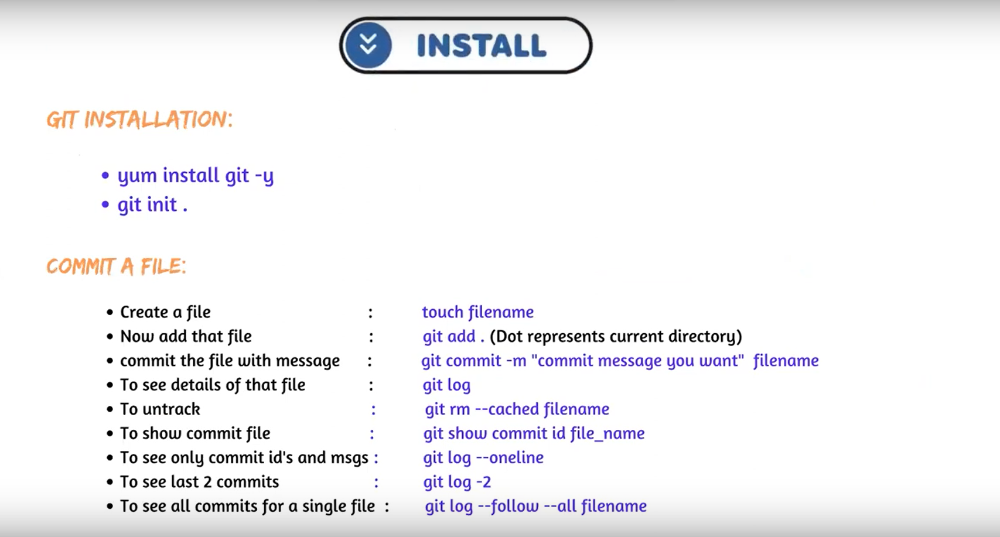 INSTALL
GIT INSTALLATION:
• yum install git -y
• git init .
COMMIT A FILE:
• Create a file : touch filename
• Now add that file : git add . (Dot represents current directory)
• commit the file with message : git commit -m "commit message you want" filename
• To see details of that file : git log
• To untrack : git rm --cached filename
• To show commit file : git show commit id file_name
• To see only commit id's and msgs : git log --oneline
• To see last 2 commits : git log -2
• To see all commits for a single file : git log --follow --all filename